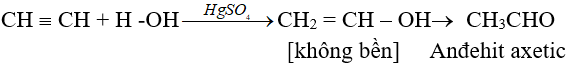 CH ≡ CH + H -OH HgSO₄→ CH₂ = CH – OH→ CH3CHO
[không bền] Anđehit axetic